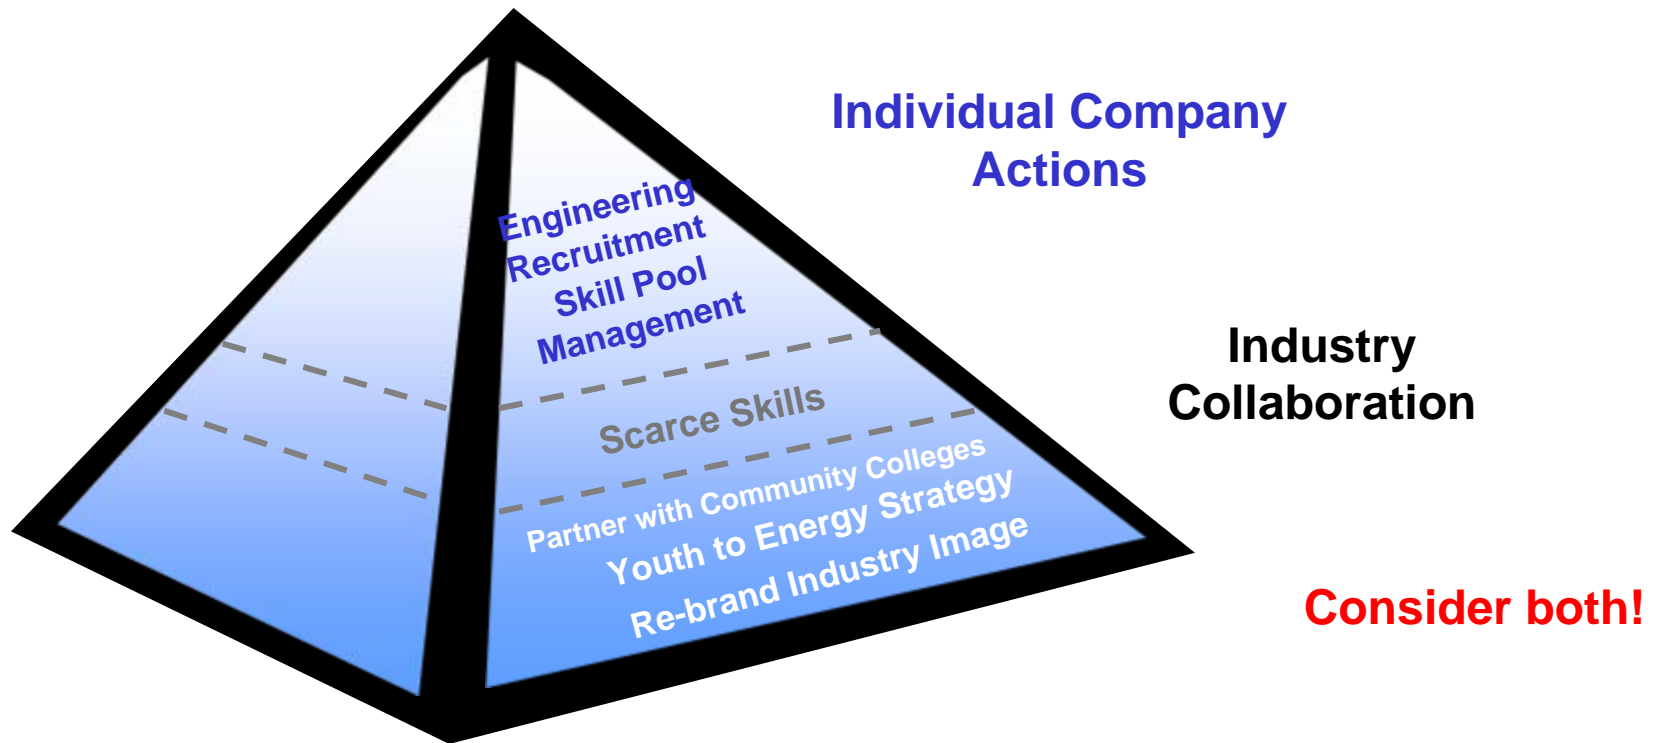 Individual Company
Actions
Engineering
Recruitment
Skill Pool
Management
Industry
Collaboration
Scarce Skills
Partner with Community Colleges
Youth to Energy Strategy
Re-brand Industry Image
Consider both!